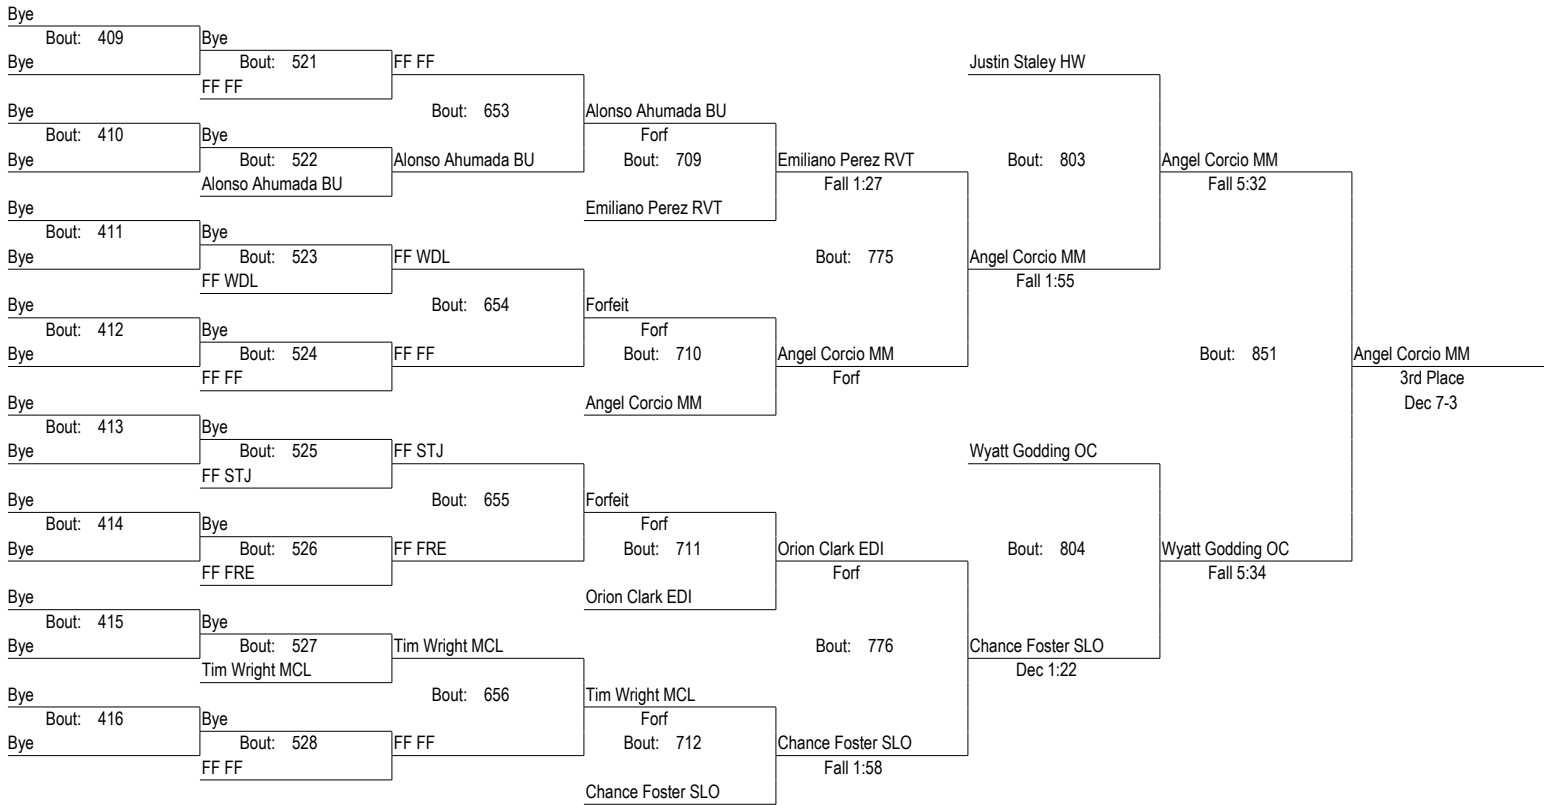 Bye
Bout: 409 Bye
Bye Bout: 521 FF FF Justin Staley HW
FF FF
Bye Bout: 653 Alonso Ahumada BU
Bout: 410 Bye Forf
Bye Bout: 522 Alonso Ahumada BU Bout: 709 Emiliano Perez RVT Bout: 803 Angel Corcio MM
Alonso Ahumada BU Fall 1:27 Fall 5:32
Bye Emiliano Perez RVT
Bout: 411 Bye
Bye Bout: 523 FF WDL Bout: 775 Angel Corcio MM
FF WDL Fall 1:55
Bye Bout: 654 Forfeit
Bout: 412 Bye Forf
Bye Bout: 524 FF FF Bout: 710 Angel Corcio MM Bout: 851 Angel Corcio MM
FF FF Forf 3rd Place
Bye Angel Corcio MM Dec 7-3
Bout: 413 Bye
Bye Bout: 525 FF STJ Wyatt Godding OC
FF STJ
Bye Bout: 655 Forfeit
Bout: 414 Bye Forf
Bye Bout: 526 FF FRE Bout: 711 Orion Clark EDI Bout: 804 Wyatt Godding OC
FF FRE Forf Fall 5:34
Bye Orion Clark EDI
Bout: 415 Bye
Bye Bout: 527 Tim Wright MCL Bout: 776 Chance Foster SLO
Tim Wright MCL Dec 1:22
Bye Bout: 656 Tim Wright MCL
Bout: 416 Bye Forf
Bye Bout: 528 FF FF Bout: 712 Chance Foster SLO
FF FF Fall 1:58
Chance Foster SLO